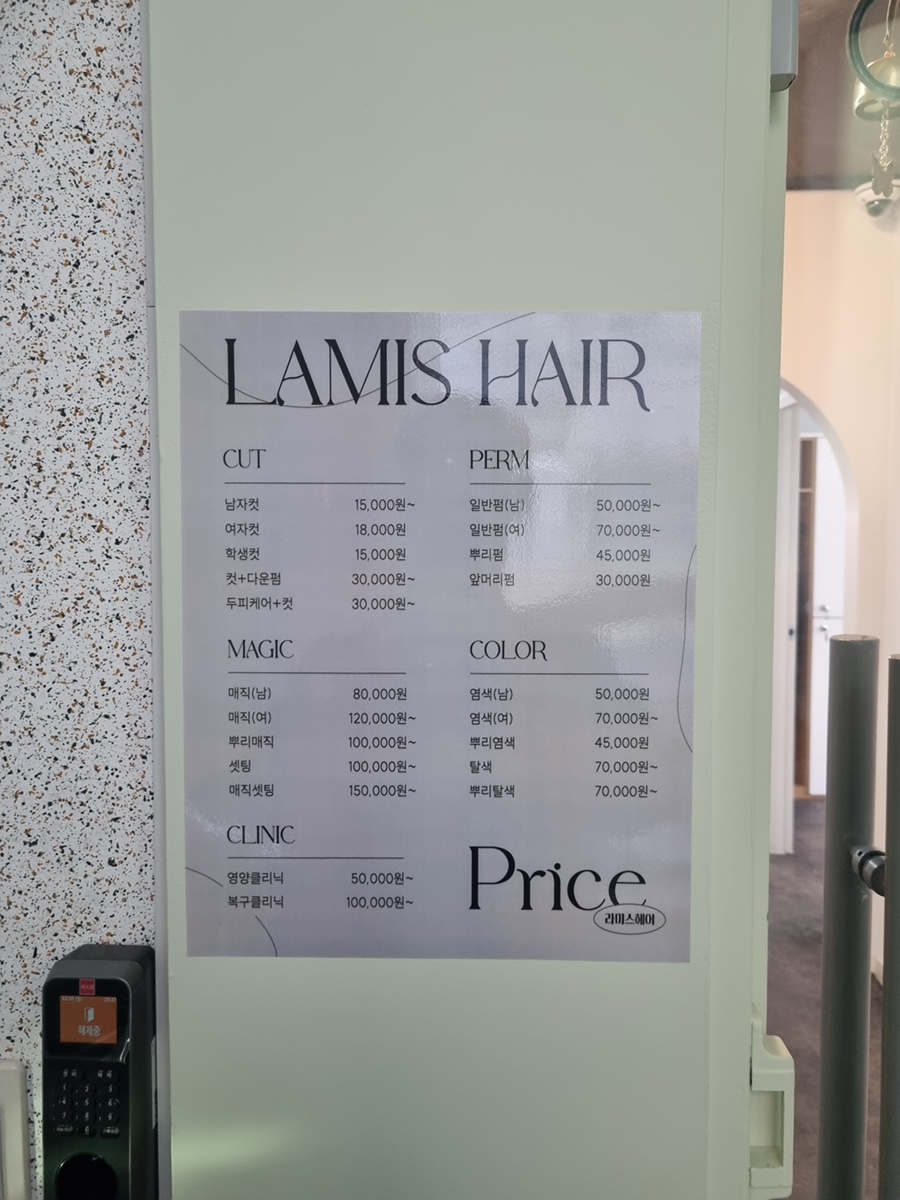 LAMIS HAIR
CUT
남자컷 15,000원~
여자컷 18,000원
학생컷 15,000원
컷+다운펌 30,000원~
두피케어+컷 30,000원~
PERM
일반펌(남) 50,000원~
일반펌(여) 70,000원~
뿌리펌 45,000원
앞머리펌 30,000원
MAGIC
매직(남) 80,000원
매직(여) 120,000원~
뿌리매직 100,000원~
셋팅 100,000원~
매직셋팅 150,000원~
COLOR
염색(남) 50,000원
염색(여) 70,000원~
뿌리염색 45,000원
탈색 70,000원~
뿌리탈색 70,000원~
CLINIC
영양클리닉 50,000원~
복구클리닉 100,000원~
Price
라미스헤어
해제중